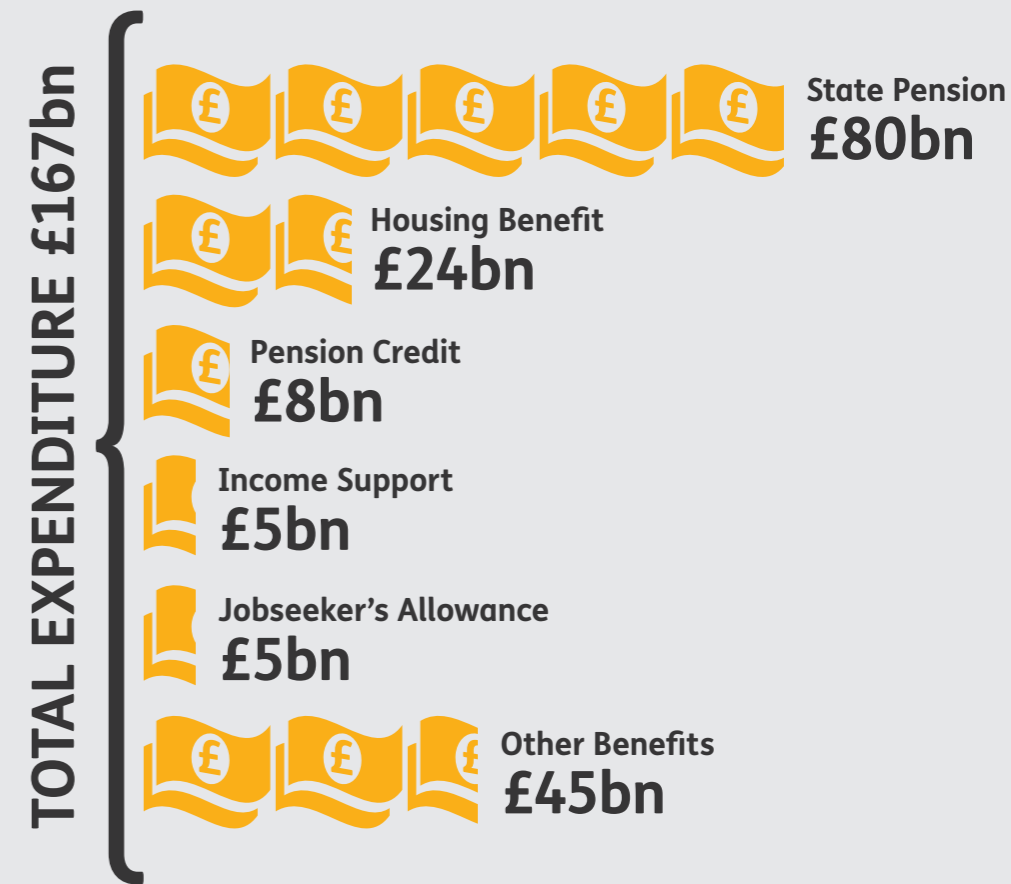 TOTAL EXPENDITURE £167bn
£ £ £ £ £
State Pension
£80bn
£ £
Housing Benefit
£24bn
£
Pension Credit
£8bn
Income Support
£5bn
Jobseeker's Allowance
£5bn
£ £ £
Other Benefits
£45bn